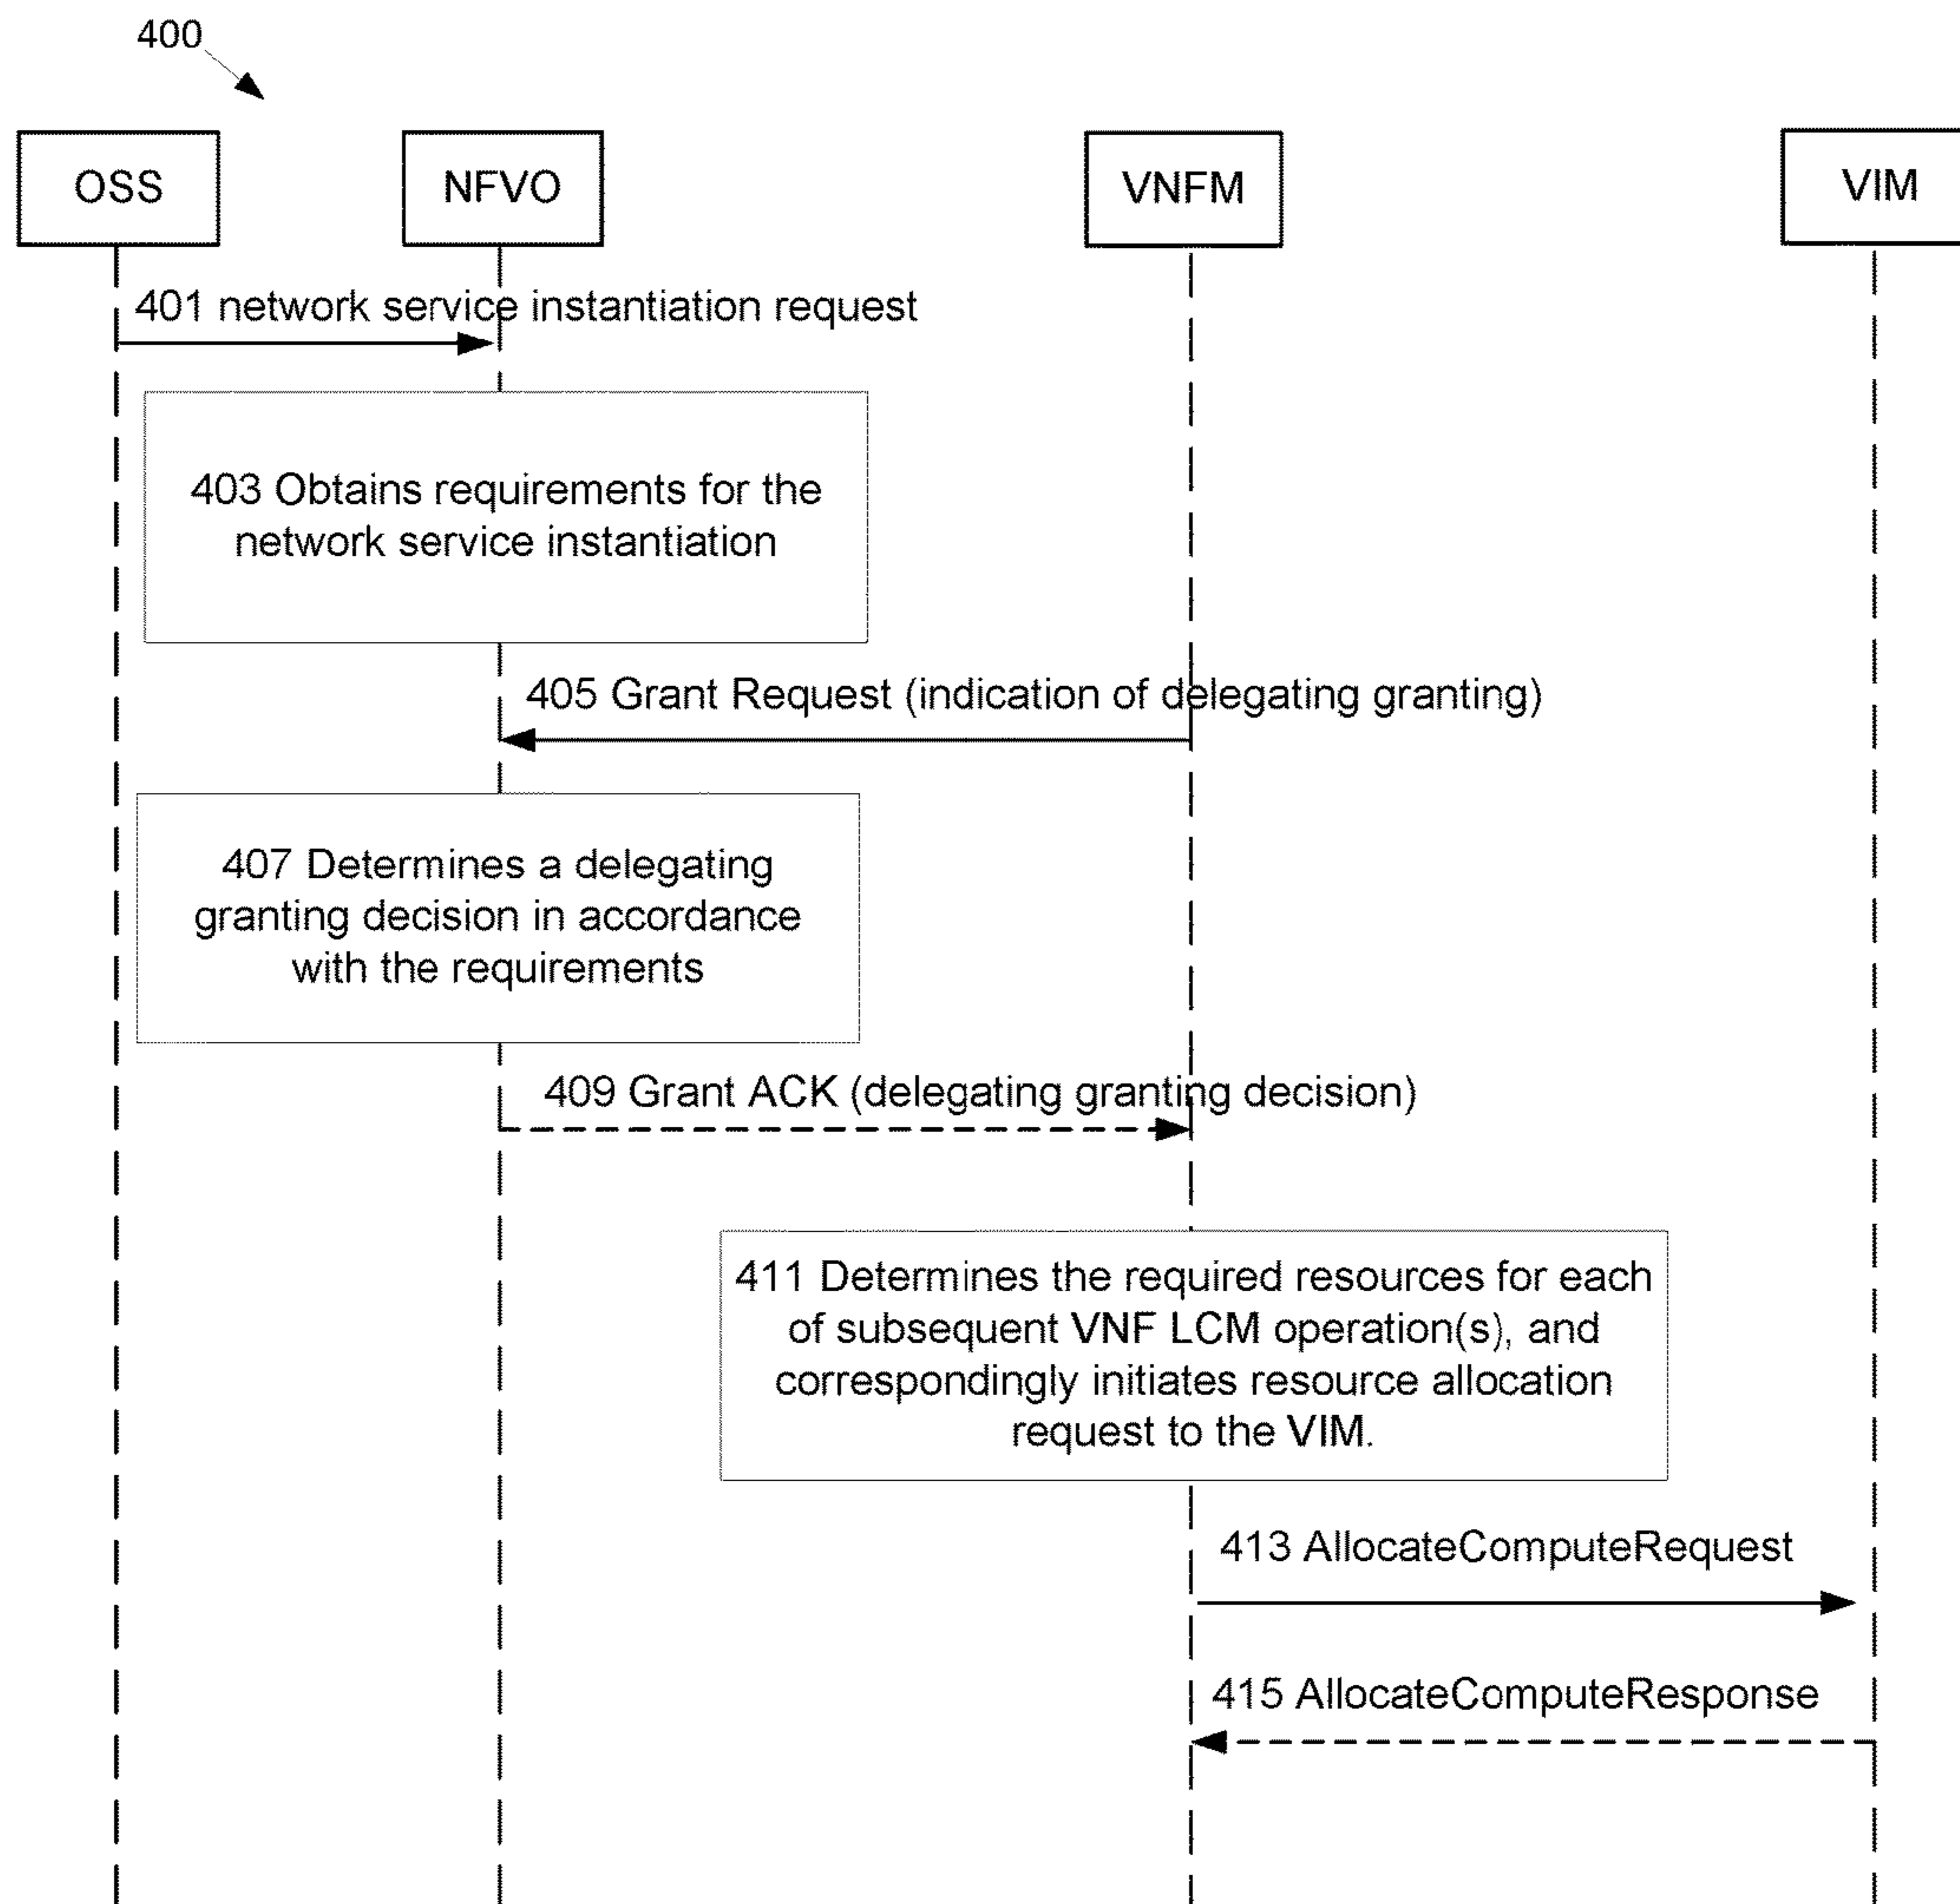 400
OSS
NFVO
VNFM
VIM
401 network service instantiation request
403 Obtains requirements for the
network service instantiation
405 Grant Request (indication of delegating granting)
407 Determines a delegating
granting decision in accordance
with the requirements
409 Grant ACK (delegating granting decision)
411 Determines the required resources for each
of subsequent VNF LCM operation(s), and
correspondingly initiates resource allocation
request to the VIM.
413 AllocateComputeRequest
415 AllocateComputeResponse